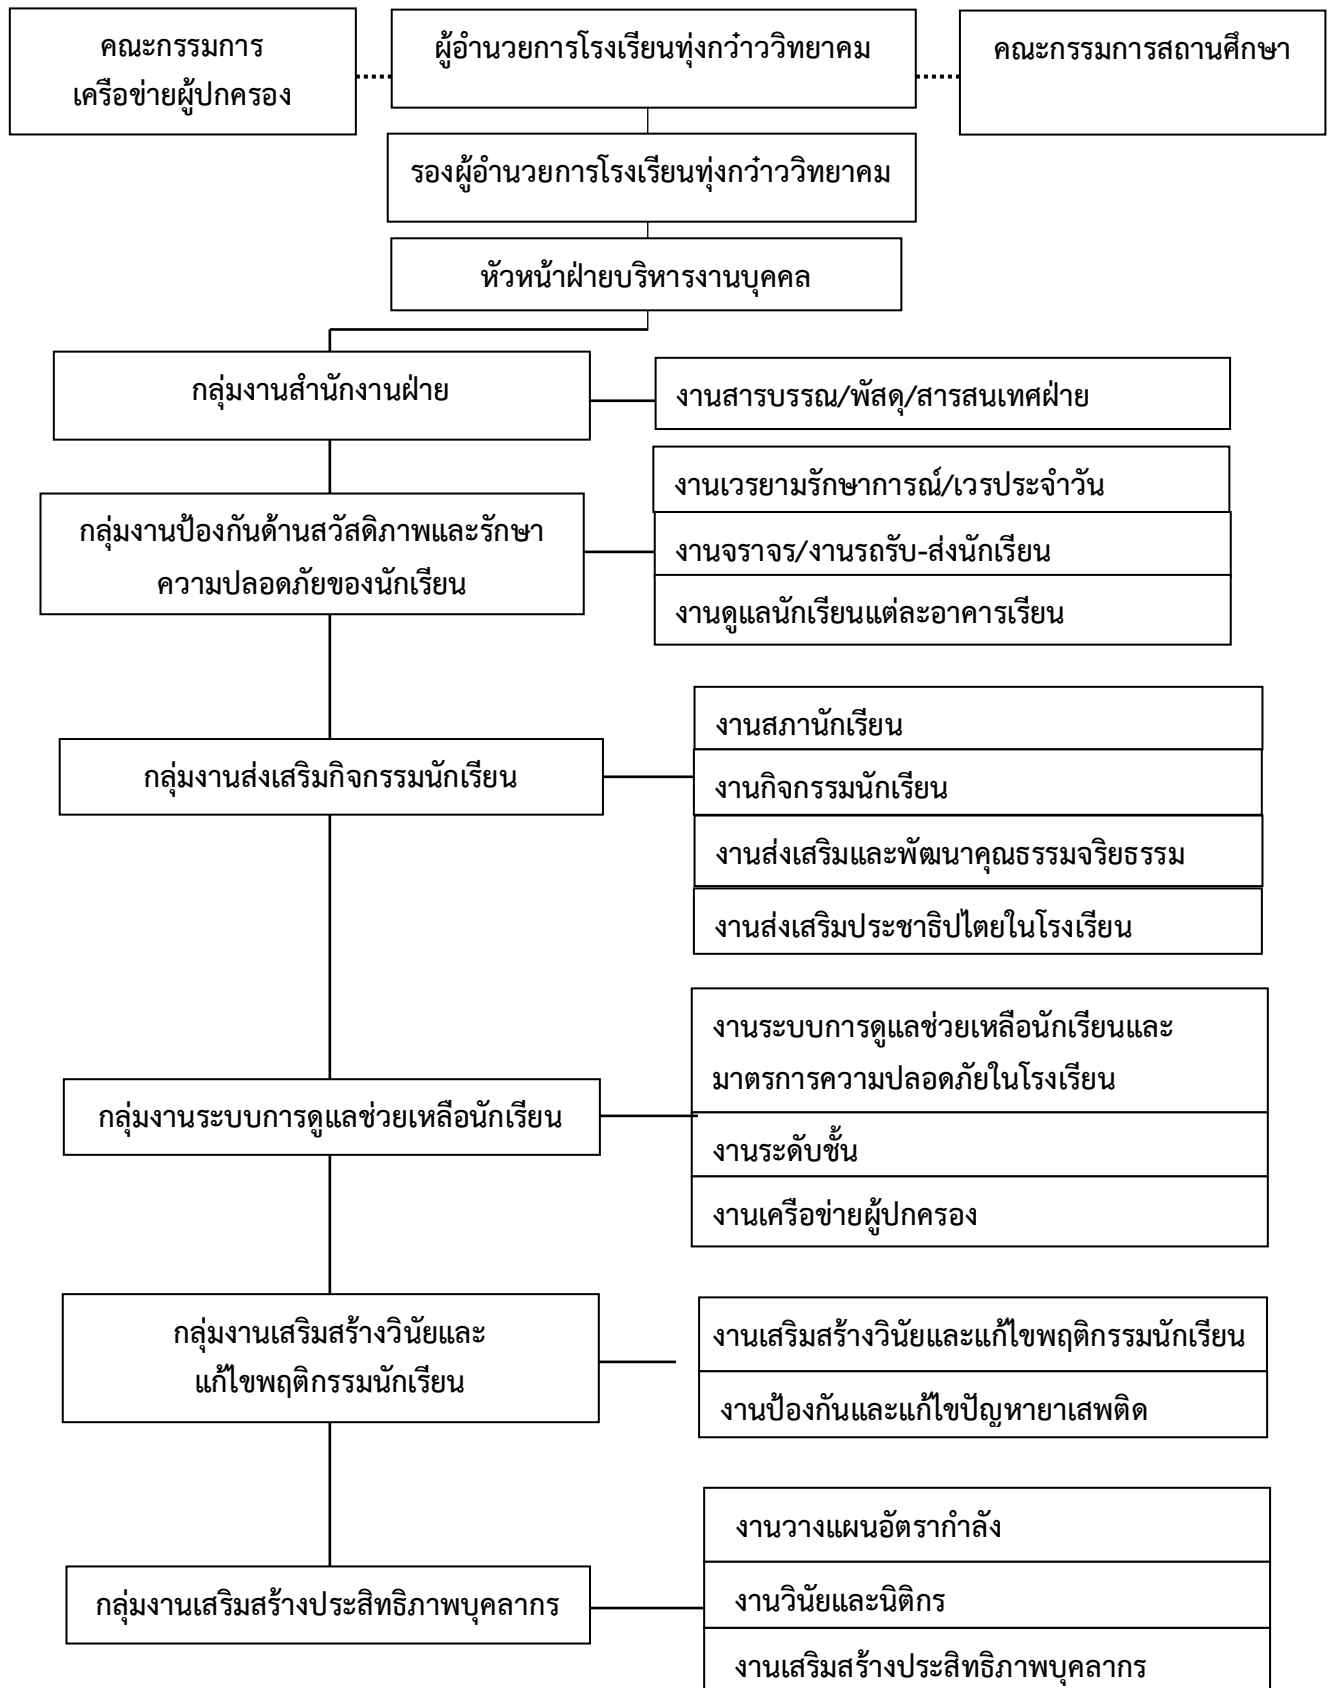 คณะกรรมการ
เครือข่ายผู้ปกครอง
ผู้อำนวยการโรงเรียนทุ่งกว๋าววิทยาคม
คณะกรรมการสถานศึกษา
รองผู้อำนวยการโรงเรียนทุ่งกว๋าววิทยาคม
หัวหน้าฝ่ายบริหารงานบุคคล
กลุ่มงานสำนักงานฝ่าย
งานสารบรรณ/พัสดุ/สารสนเทศฝ่าย
กลุ่มงานป้องกันด้านสวัสดิภาพและรักษา
ความปลอดภัยของนักเรียน
งานเวรยามรักษาการณ์/เวรประจำวัน
งานจราจร/งานรถรับ-ส่งนักเรียน
งานดูแลนักเรียนแต่ละอาคารเรียน
กลุ่มงานส่งเสริมกิจกรรมนักเรียน
งานสภานักเรียน
งานกิจกรรมนักเรียน
งานส่งเสริมและพัฒนาคุณธรรมจริยธรรม
งานส่งเสริมประชาธิปไตยในโรงเรียน
กลุ่มงานระบบการดูแลช่วยเหลือนักเรียน
งานระบบการดูแลช่วยเหลือนักเรียนและ
มาตรการความปลอดภัยในโรงเรียน
งานระดับชั้น
งานเครือข่ายผู้ปกครอง
กลุ่มงานเสริมสร้างวินัยและ
แก้ไขพฤติกรรมนักเรียน
งานเสริมสร้างวินัยและแก้ไขพฤติกรรมนักเรียน
งานป้องกันและแก้ไขปัญหายาเสพติด
กลุ่มงานเสริมสร้างประสิทธิภาพบุคลากร
งานวางแผนอัตรากำลัง
งานวินัยและนิติกร
งานเสริมสร้างประสิทธิภาพบุคลากร